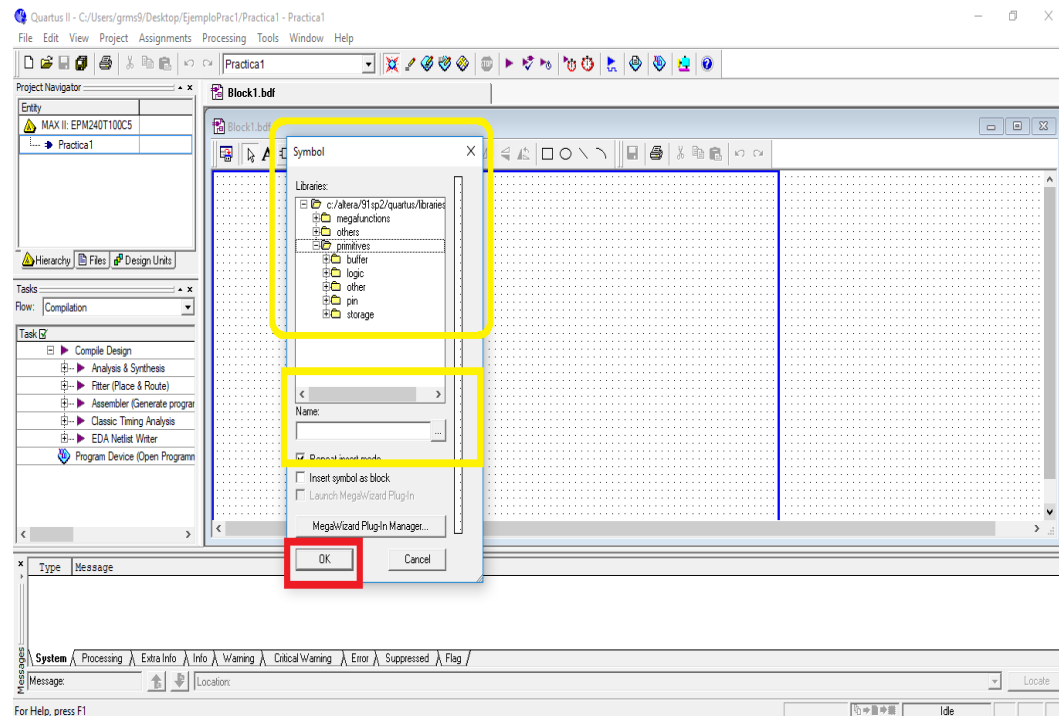 Quartus II - C:/Users/grms9/Desktop/EjemploPrac1/Practica1 - Practica1
File Edit View Project Assignments Processing Tools Window Help
Practica1
Project Navigator
Entity
MAX II: EPM240T100C5
Practica1
Hierarchy Files Design Units
Tasks
Flow: Compilation
Task
Compile Design
Analysis & Synthesis
Fitter (Place & Route)
Assembler (Generate program
Classic Timing Analysis
EDA Netlist Writer
Program Device (Open Programm
Block1.bdf
Block1.bdf
A
Symbol
X
Libraries:
c:/altera/91sp2/quartus/libraries
megafunctions
others
primitives
buffer
logic
other
pin
storage
Name:
...
Repeat insert mode
Insert symbol as block
Launch MegaWizard Plug-In
MegaWizard Plug-In Manager...
OK Cancel
Type Message
Messages
System Processing Extra Info Info Warning Critical Warning Error Suppressed Flag
Message: Location: Locate
For Help, press F1 Idle